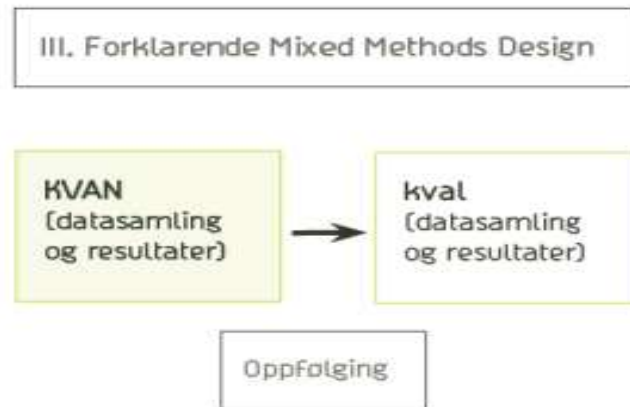 III. Forklarende Mixed Methods Design
KVAN
(datasamling
og resultater)
kval
(datasamling
og resultater)
Oppfølging